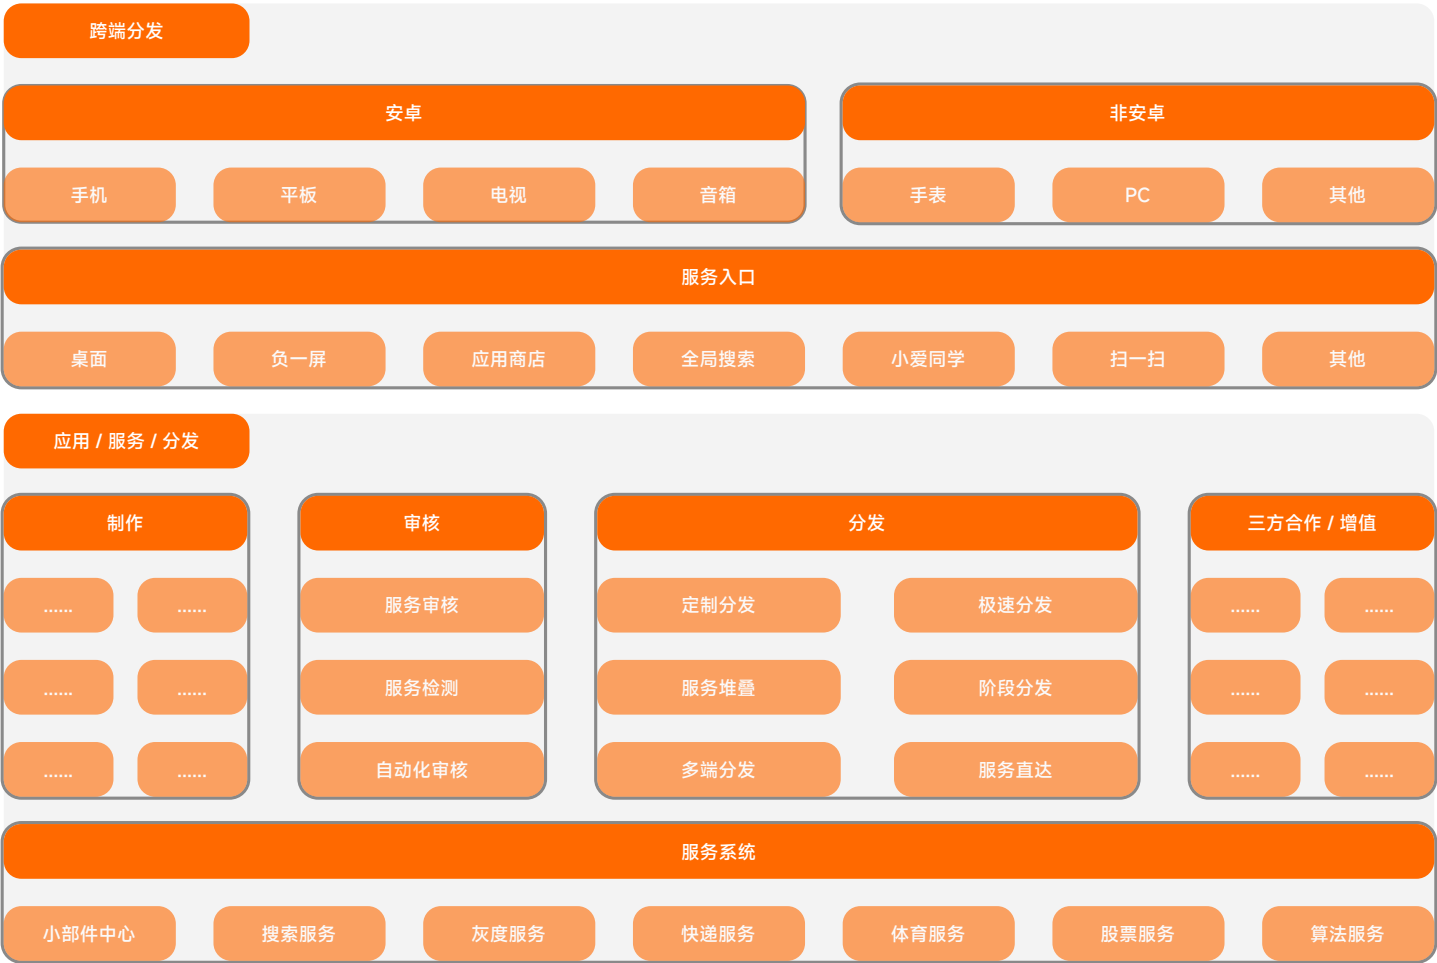 跨端分发
安卓
非安卓
手机
平板
电视
音箱
手表
PC
其他
服务入口
桌面
负一屏
应用商店
全局搜索
小爱同学
扫一扫
其他
应用 / 服务 / 分发
制作
审核
分发
三方合作 / 增值
......
......
服务审核
定制分发
极速分发
......
......
......
......
服务检测
服务堆叠
阶段分发
......
......
......
......
自动化审核
多端分发
服务直达
......
......
服务系统
小部件中心
搜索服务
灰度服务
快递服务
体育服务
股票服务
算法服务